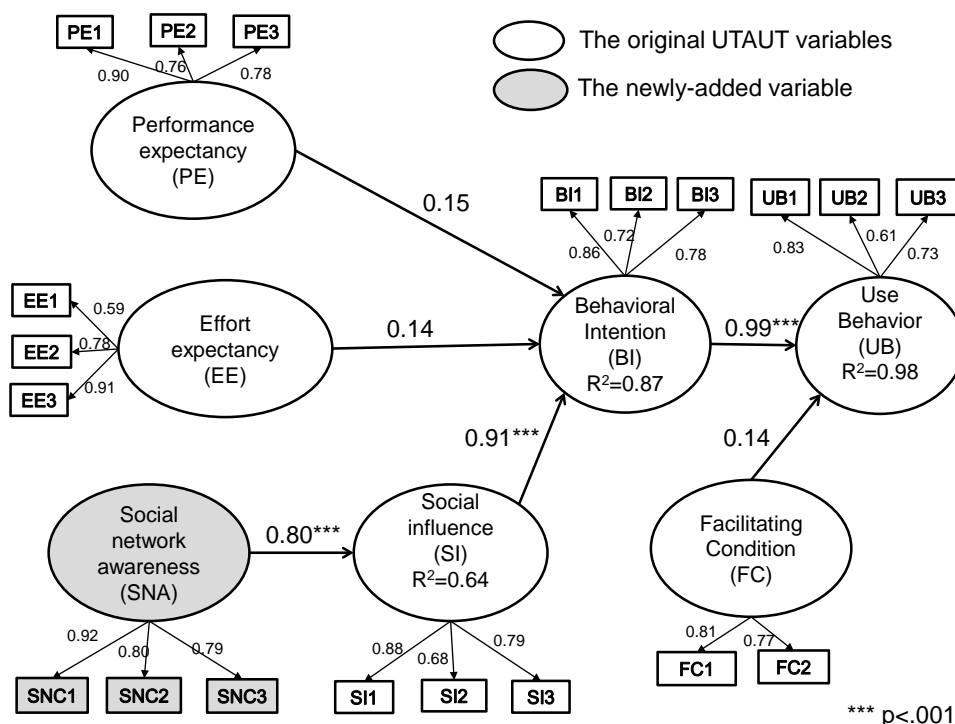 PE1
PE2
PE3
0.90
0.76
0.78
The original UTAUT variables
The newly-added variable
Performance
expectancy
(PE)
0.15
BI1
BI2
BI3
0.86
0.72
0.78
UB1
UB2
UB3
0.83
0.61
0.73
EE1
EE2
EE3
0.59
0.78
0.91
Effort
expectancy
(EE)
0.14
Behavioral
Intention
(BI)
R²=0.87
0.99***
Use
Behavior
(UB)
R²=0.98
0.91***
0.14
Social
network
awareness
(SNA)
0.80***
Social
influence
(SI)
R²=0.64
Facilitating
Condition
(FC)
0.92
0.80
0.79
SNC1
SNC2
SNC3
0.88
0.68
0.79
SI1
SI2
SI3
0.81
0.77
FC1
FC2
*** p<.001